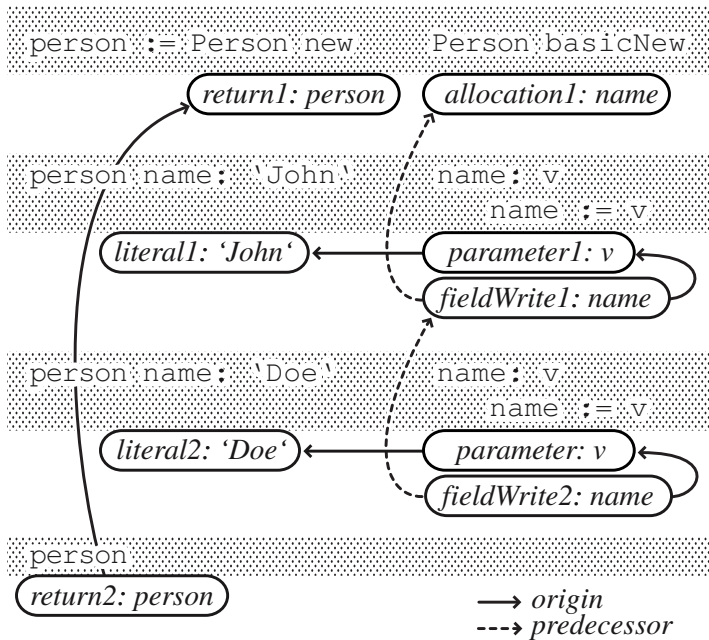 person := Person new Person basicNew
return1: person allocation1: name
person name: 'John' name: v
name := v
literal1: ‘John‘ parameter1: v
fieldWrite1: name
person name: 'Doe' name: v
name := v
literal2: ‘Doe‘ parameter: v
fieldWrite2: name
person
return2: person
origin
predecessor